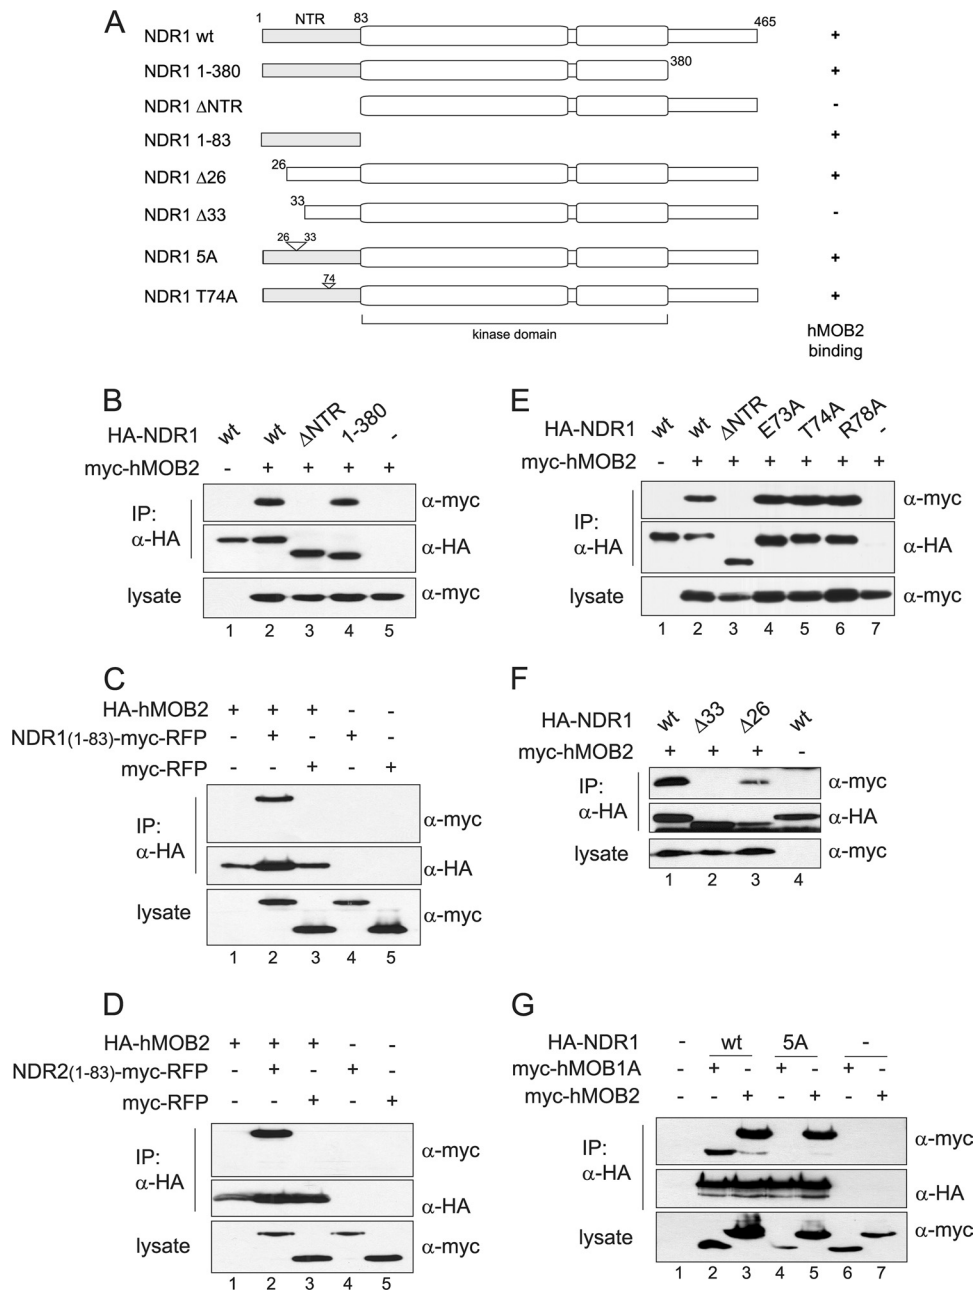 A
1 NTR 83 465
NDR1 wt +
NDR1 1-380 380 +
NDR1 ΔNTR -
NDR1 1-83 +
26
NDR1 Δ26 +
33
NDR1 Δ33 -
26 33
NDR1 5A +
74
NDR1 T74A +
kinase domain
hMOB2
binding
B
HA-NDR1 wt wt ΔNTR 1-380 -
myc-hMOB2 - + + + +
IP:
α-HA
α-myc
α-HA
lysate α-myc
1 2 3 4 5
C
HA-hMOB2 + + + - -
NDR1(1-83)-myc-RFP - + - + -
myc-RFP - - + - +
IP:
α-HA
α-myc
α-HA
lysate α-myc
1 2 3 4 5
D
HA-hMOB2 + + + - -
NDR2(1-83)-myc-RFP - + - + -
myc-RFP - - + - +
IP:
α-HA
α-myc
α-HA
lysate α-myc
1 2 3 4 5
E
HA-NDR1 wt wt ΔNTR E73A T74A R78A -
myc-hMOB2 - + + + + + +
IP:
α-HA
α-myc
α-HA
lysate α-myc
1 2 3 4 5 6 7
F
HA-NDR1 wt Δ33 Δ26 wt
myc-hMOB2 + + + -
IP:
α-HA
α-myc
α-HA
lysate α-myc
1 2 3 4
G
HA-NDR1 - wt 5A -
myc-hMOB1A - + - + - + -
myc-hMOB2 - - + - + - +
IP:
α-HA
α-myc
α-HA
lysate α-myc
1 2 3 4 5 6 7